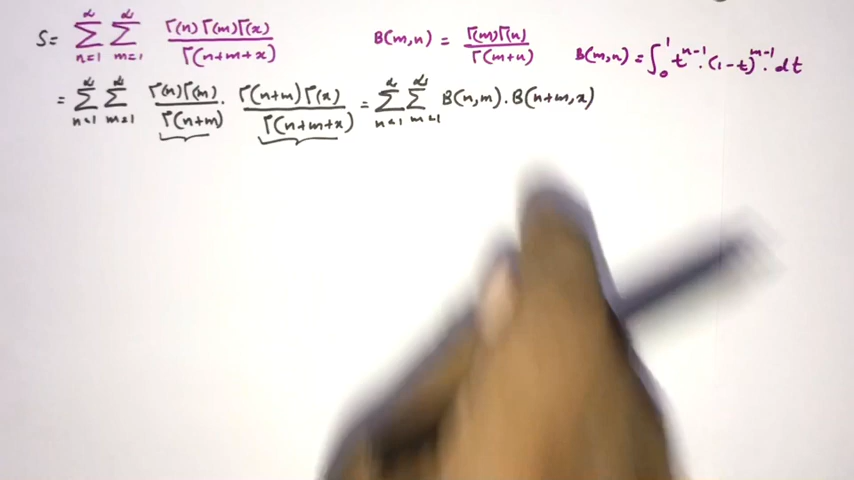 S = ∑_{n=1}^{∝} ∑_{m=1}^{∝} Γ(n)Γ(m)Γ(x) / Γ(n+m+x) B(m,n) = Γ(m)Γ(n) / Γ(m+n) B(m,n) = ∫_0^1 t^{n-1}.(1-t)^{m-1}.dt
= ∑_{n=1}^{∝} ∑_{m=1}^{∝} Γ(n)Γ(m) / Γ(n+m) . Γ(n+m)Γ(x) / Γ(n+m+x) = ∑_{n=1}^{∝} ∑_{m=1}^{∝} B(n,m).B(n+m,x)